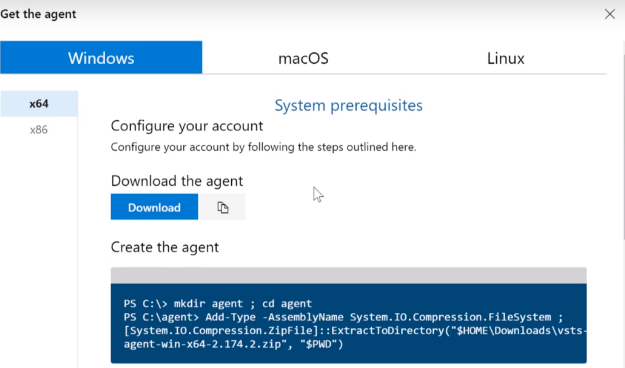 Get the agent
Windows
macOS
Linux
x64
x86
System prerequisites
Configure your account
Configure your account by following the steps outlined here.
Download the agent
Download
Create the agent
PS C:\> mkdir agent ; cd agent
PS C:\agent> Add-Type -AssemblyName System.IO.Compression.FileSystem ;
[System.IO.Compression.ZipFile]::ExtractToDirectory("$HOME\Downloads\vsts-
agent-win-x64-2.174.2.zip", "$PWD")